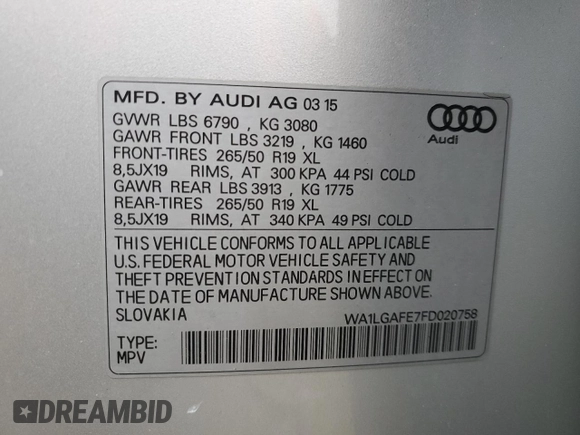 MFD. BY AUDI AG 03 15
GVWR LBS 6790 , KG 3080
GAWR FRONT LBS 3219 , KG 1460
FRONT-TIRES 265/50 R19 XL
8,5JX19 RIMS, AT 300 KPA 44 PSI COLD
GAWR REAR LBS 3913 , KG 1775
REAR-TIRES 265/50 R19 XL
8,5JX19 RIMS, AT 340 KPA 49 PSI COLD
Audi
THIS VEHICLE CONFORMS TO ALL APPLICABLE
U.S. FEDERAL MOTOR VEHICLE SAFETY AND
THEFT PREVENTION STANDARDS IN EFFECT ON
THE DATE OF MANUFACTURE SHOWN ABOVE
SLOVAKIA WA1LGAFE7FD020758
TYPE:
MPV
DREAMBID